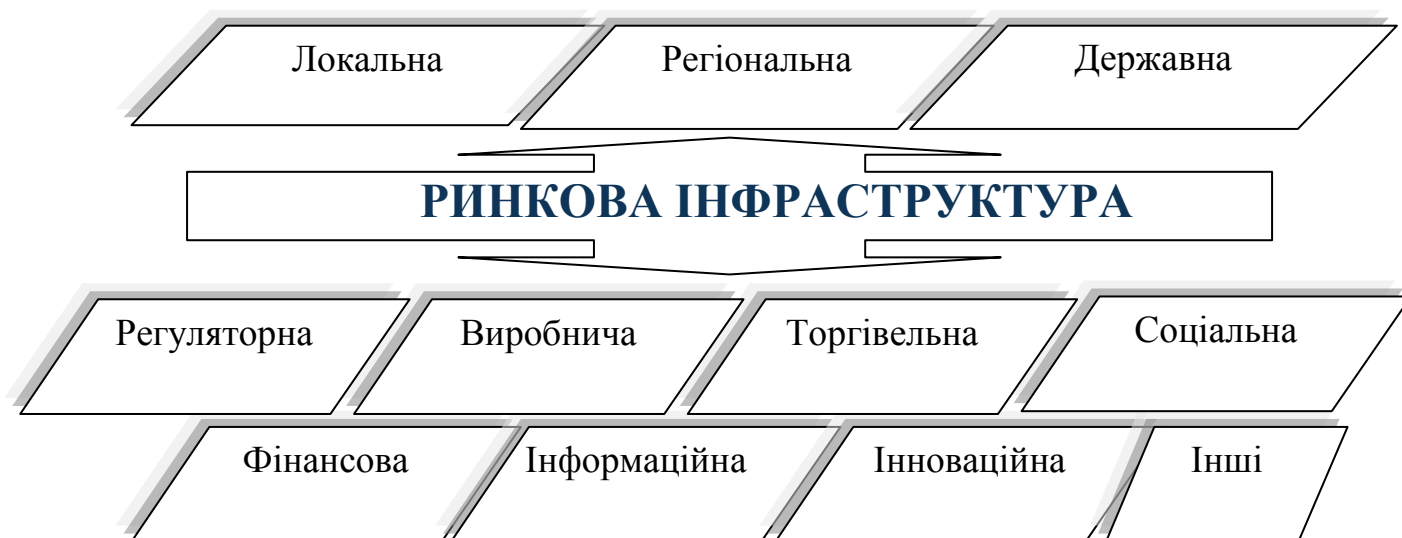 Локальна Регіональна Державна
РИНКОВА ІНФРАСТРУКТУРА
Регуляторна Виробнича Торгівельна Соціальна
Фінансова Інформаційна Інноваційна Інші